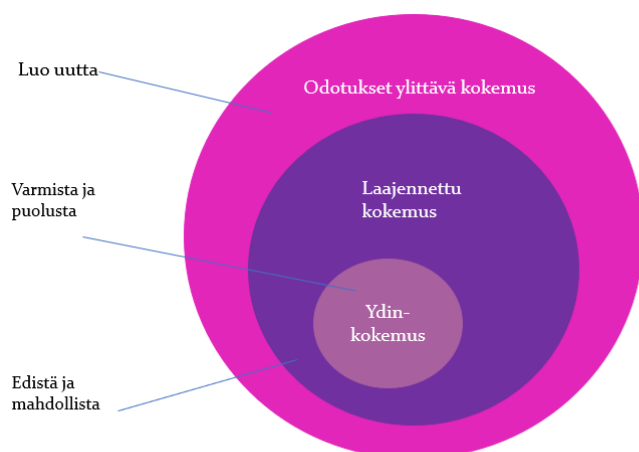 Luo uutta
Odotukset ylittävä kokemus
Varmista ja
puolusta
Laajennettu
kokemus
Ydin-
kokemus
Edistä ja
mahdollista